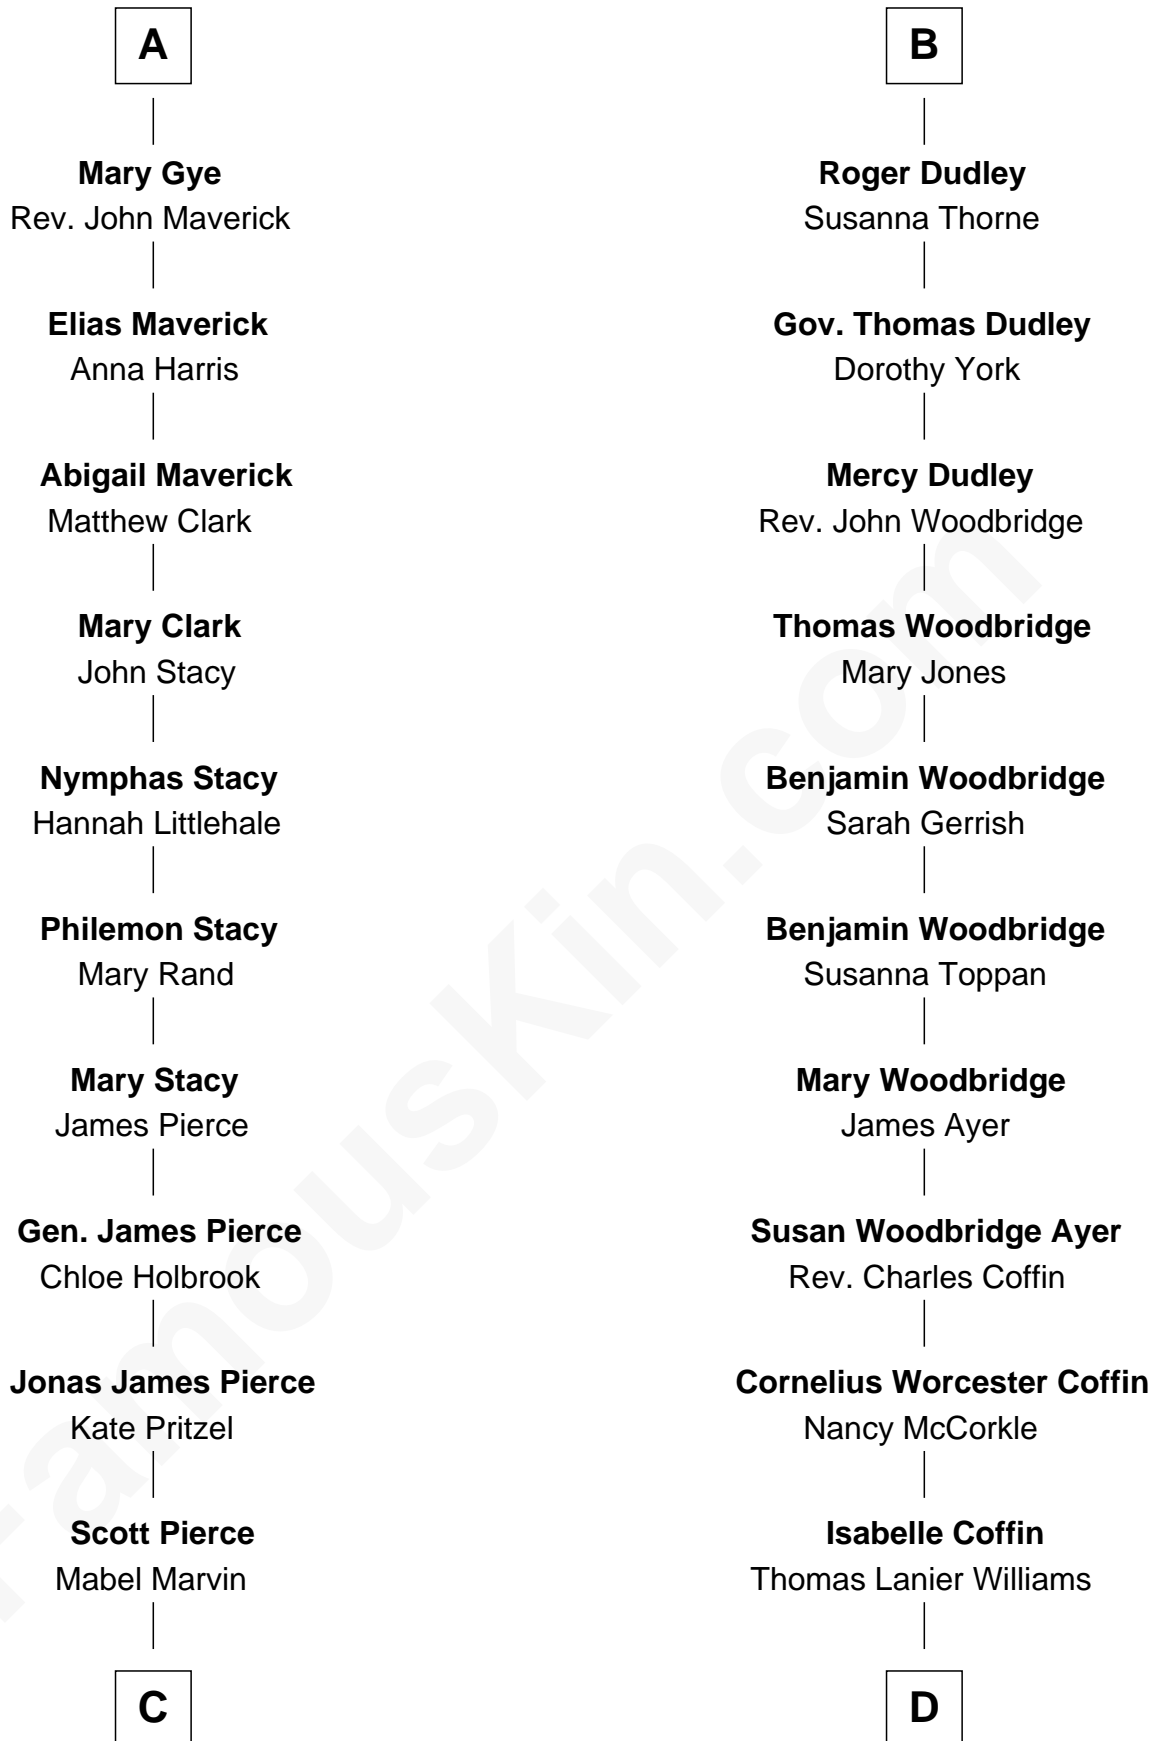 A
Mary Gye
Rev. John Maverick
Elias Maverick
Anna Harris
Abigail Maverick
Matthew Clark
Mary Clark
John Stacy
Nymphas Stacy
Hannah Littlehale
Philemon Stacy
Mary Rand
Mary Stacy
James Pierce
Gen. James Pierce
Chloe Holbrook
Jonas James Pierce
Kate Pritzel
Scott Pierce
Mabel Marvin
C
B
Roger Dudley
Susanna Thorne
Gov. Thomas Dudley
Dorothy York
Mercy Dudley
Rev. John Woodbridge
Thomas Woodbridge
Mary Jones
Benjamin Woodbridge
Sarah Gerrish
Benjamin Woodbridge
Susanna Toppan
Mary Woodbridge
James Ayer
Susan Woodbridge Ayer
Rev. Charles Coffin
Cornelius Worcester Coffin
Nancy McCorkle
Isabelle Coffin
Thomas Lanier Williams
D
FamousKin.com